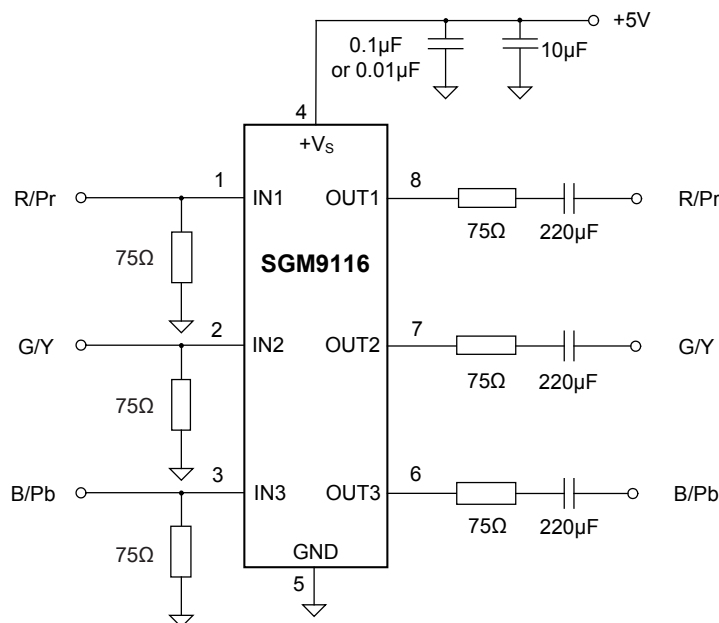 +5V
0.1µF
or 0.01µF
10µF
4
+Vs
R/Pr
1
IN1
OUT1
8
R/Pr
75Ω
75Ω
220µF
SGM9116
G/Y
2
IN2
OUT2
7
G/Y
75Ω
75Ω
220µF
B/Pb
3
IN3
OUT3
6
B/Pb
75Ω
75Ω
220µF
GND
5